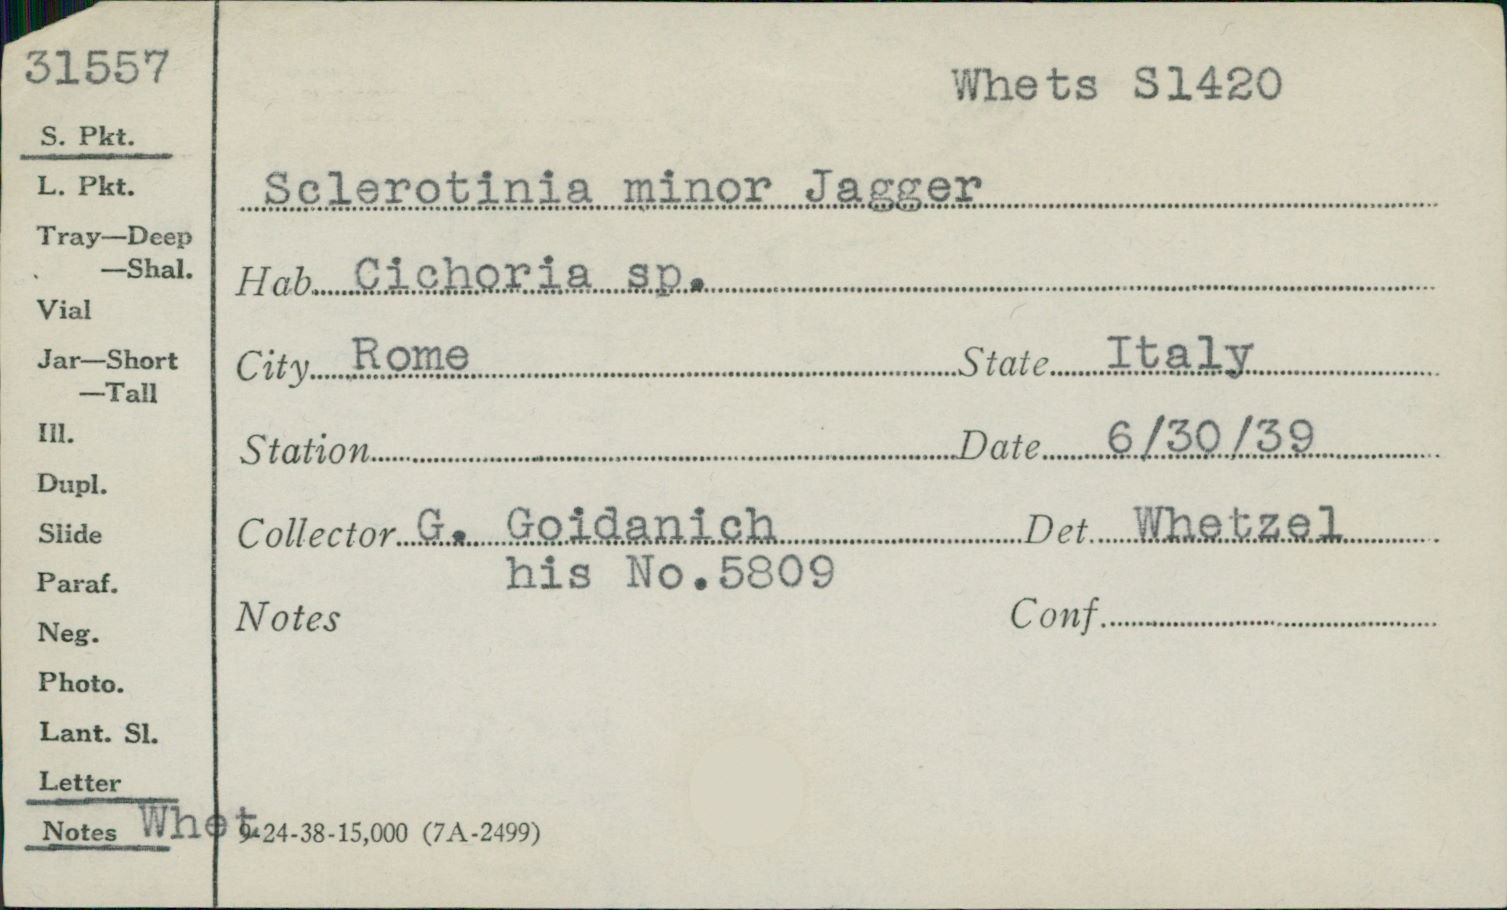 31557
Whets S1420
S. Pkt.
L. Pkt.
Tray—Deep
—Shal.
Vial
Jar—Short
—Tall
Ill.
Dupl.
Slide
Paraf.
Neg.
Photo.
Lant. Sl.
Letter
Notes Whet
Sclerotinia minor Jagger
Hab. Cichoria sp.
City Rome State Italy
Station Date 6/30/39
Collector G. Goidanich Det. Whetzel
his No.5809
Notes Conf.
9-24-38-15,000 (7A-2499)